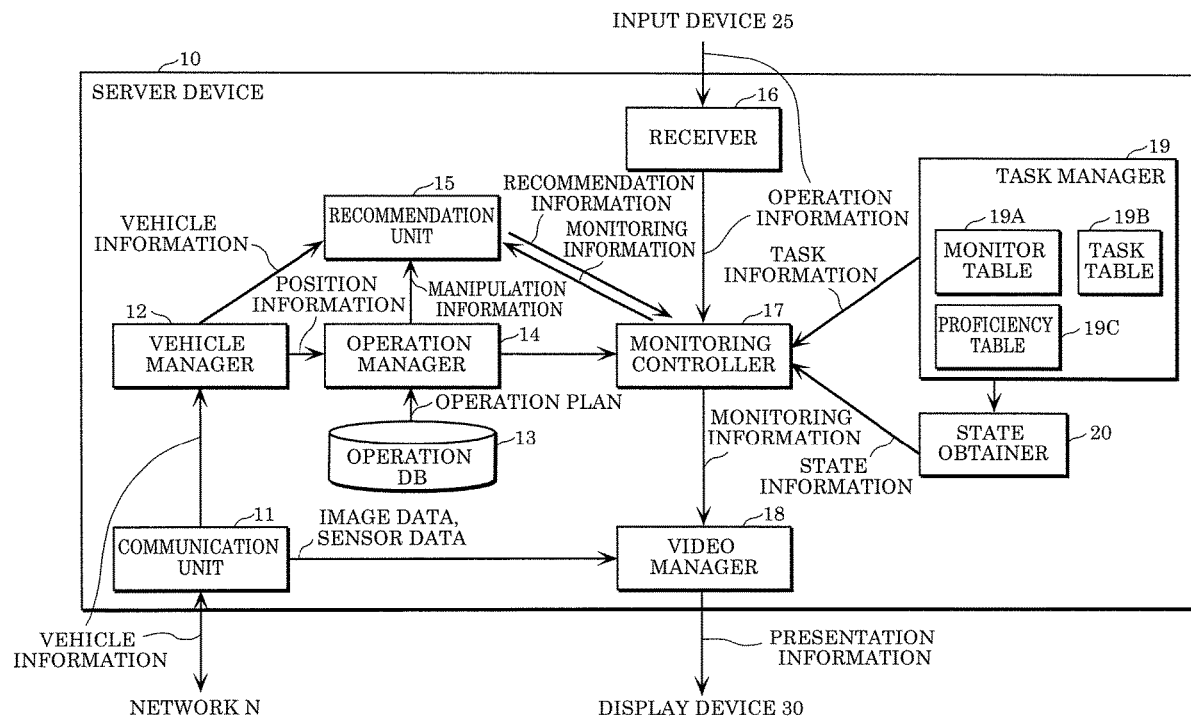 INPUT DEVICE 25
10
SERVER DEVICE
16
RECEIVER
15
RECOMMENDATION
UNIT
RECOMMENDATION
INFORMATION
MONITORING
INFORMATION
OPERATION
INFORMATION
19
TASK MANAGER
19A
MONITOR
TABLE
19B
TASK
TABLE
PROFICIENCY
TABLE
19C
VEHICLE
INFORMATION
POSITION
INFORMATION
MANIPULATION
INFORMATION
TASK
INFORMATION
12
VEHICLE
MANAGER
14
OPERATION
MANAGER
17
MONITORING
CONTROLLER
OPERATION PLAN
13
OPERATION
DB
MONITORING
INFORMATION
STATE
INFORMATION
STATE
OBTAINER
20
11
COMMUNICATION
UNIT
IMAGE DATA,
SENSOR DATA
18
VIDEO
MANAGER
VEHICLE
INFORMATION
PRESENTATION
INFORMATION
NETWORK N
DISPLAY DEVICE 30